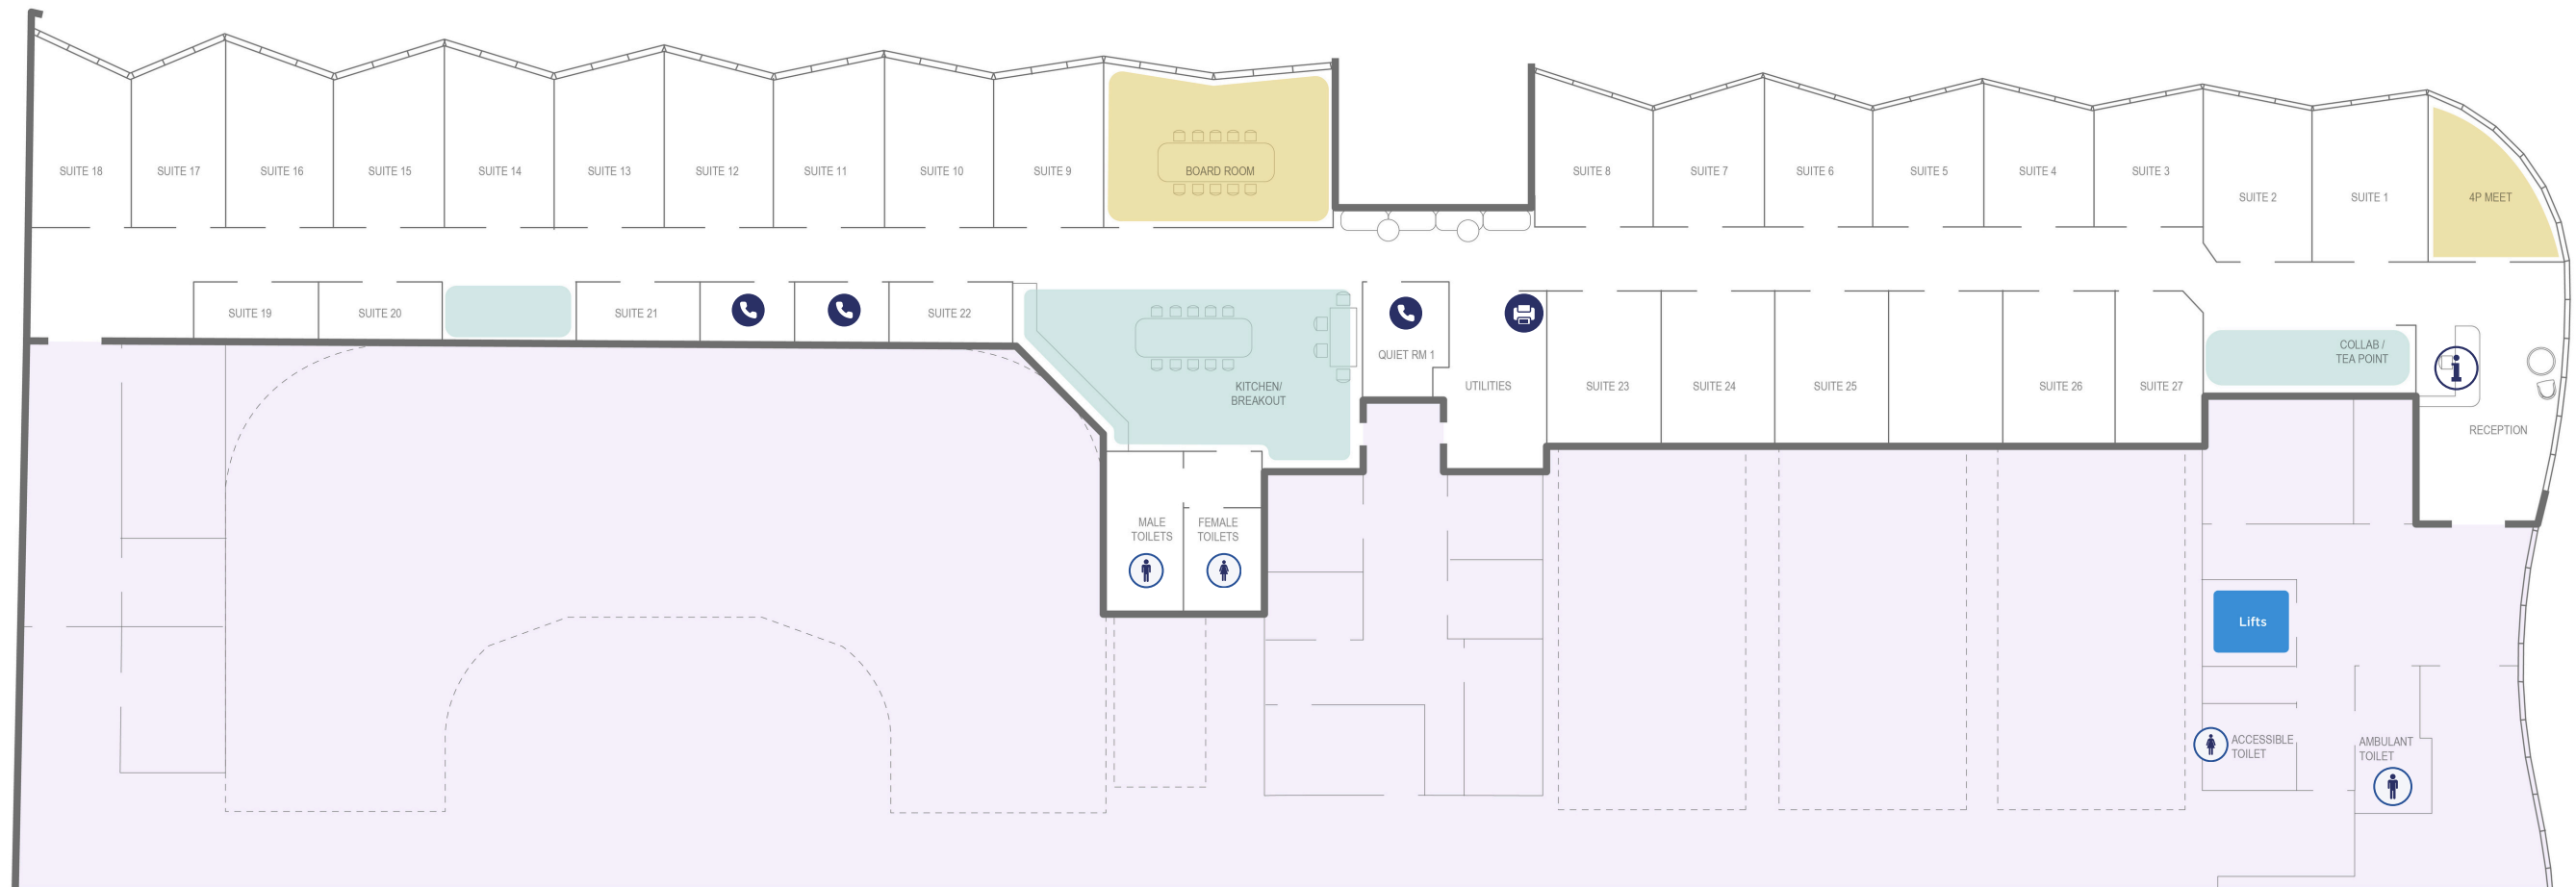 SUITE 18
SUITE 17
SUITE 16
SUITE 15
SUITE 14
SUITE 13
SUITE 12
SUITE 11
SUITE 10
SUITE 9
BOARD ROOM
SUITE 8
SUITE 7
SUITE 6
SUITE 5
SUITE 4
SUITE 3
SUITE 2
SUITE 1
4P MEET
SUITE 19
SUITE 20
SUITE 21
SUITE 22
KITCHEN/
BREAKOUT
QUIET RM 1
UTILITIES
SUITE 23
SUITE 24
SUITE 25
SUITE 26
SUITE 27
COLLAB /
TEA POINT
i
RECEPTION
MALE
TOILETS
FEMALE
TOILETS
Lifts
ACCESSIBLE
TOILET
AMBULANT
TOILET